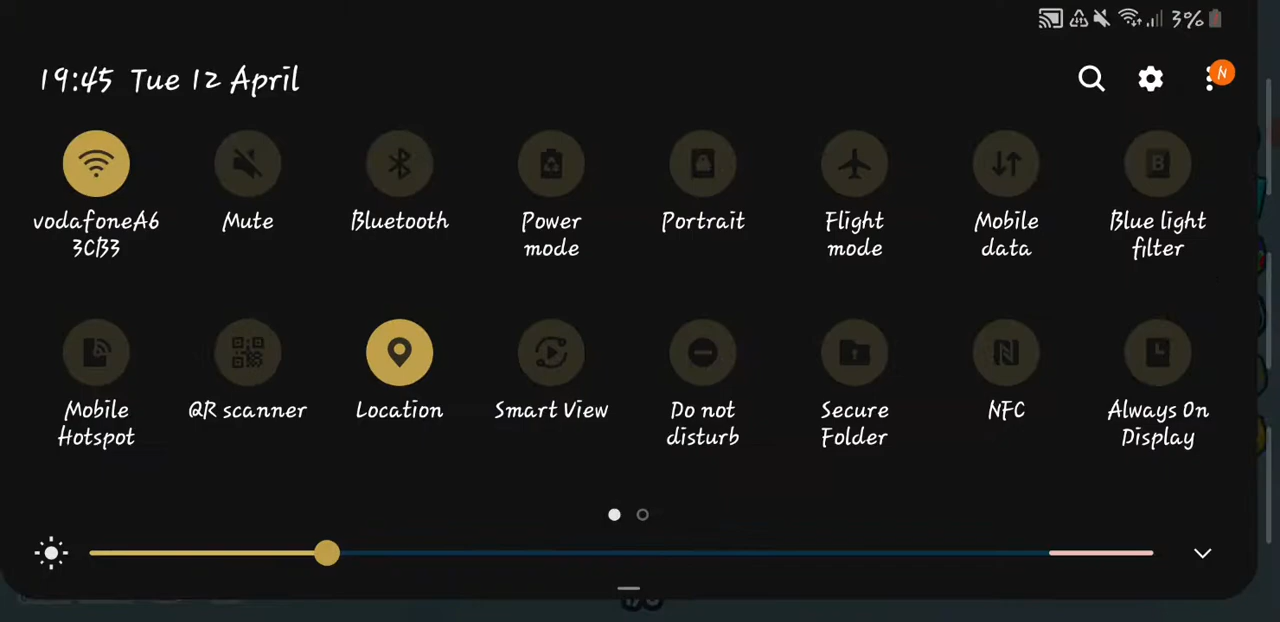 3%
19:45 Tue 12 April
N
vodafoneA6
3CB3
Mute
Bluetooth
Power
mode
Portrait
Flight
mode
Mobile
data
B
Blue light
filter
Mobile
Hotspot
QR scanner
Location
Smart View
Do not
disturb
Secure
Folder
NFC
Always On
Display